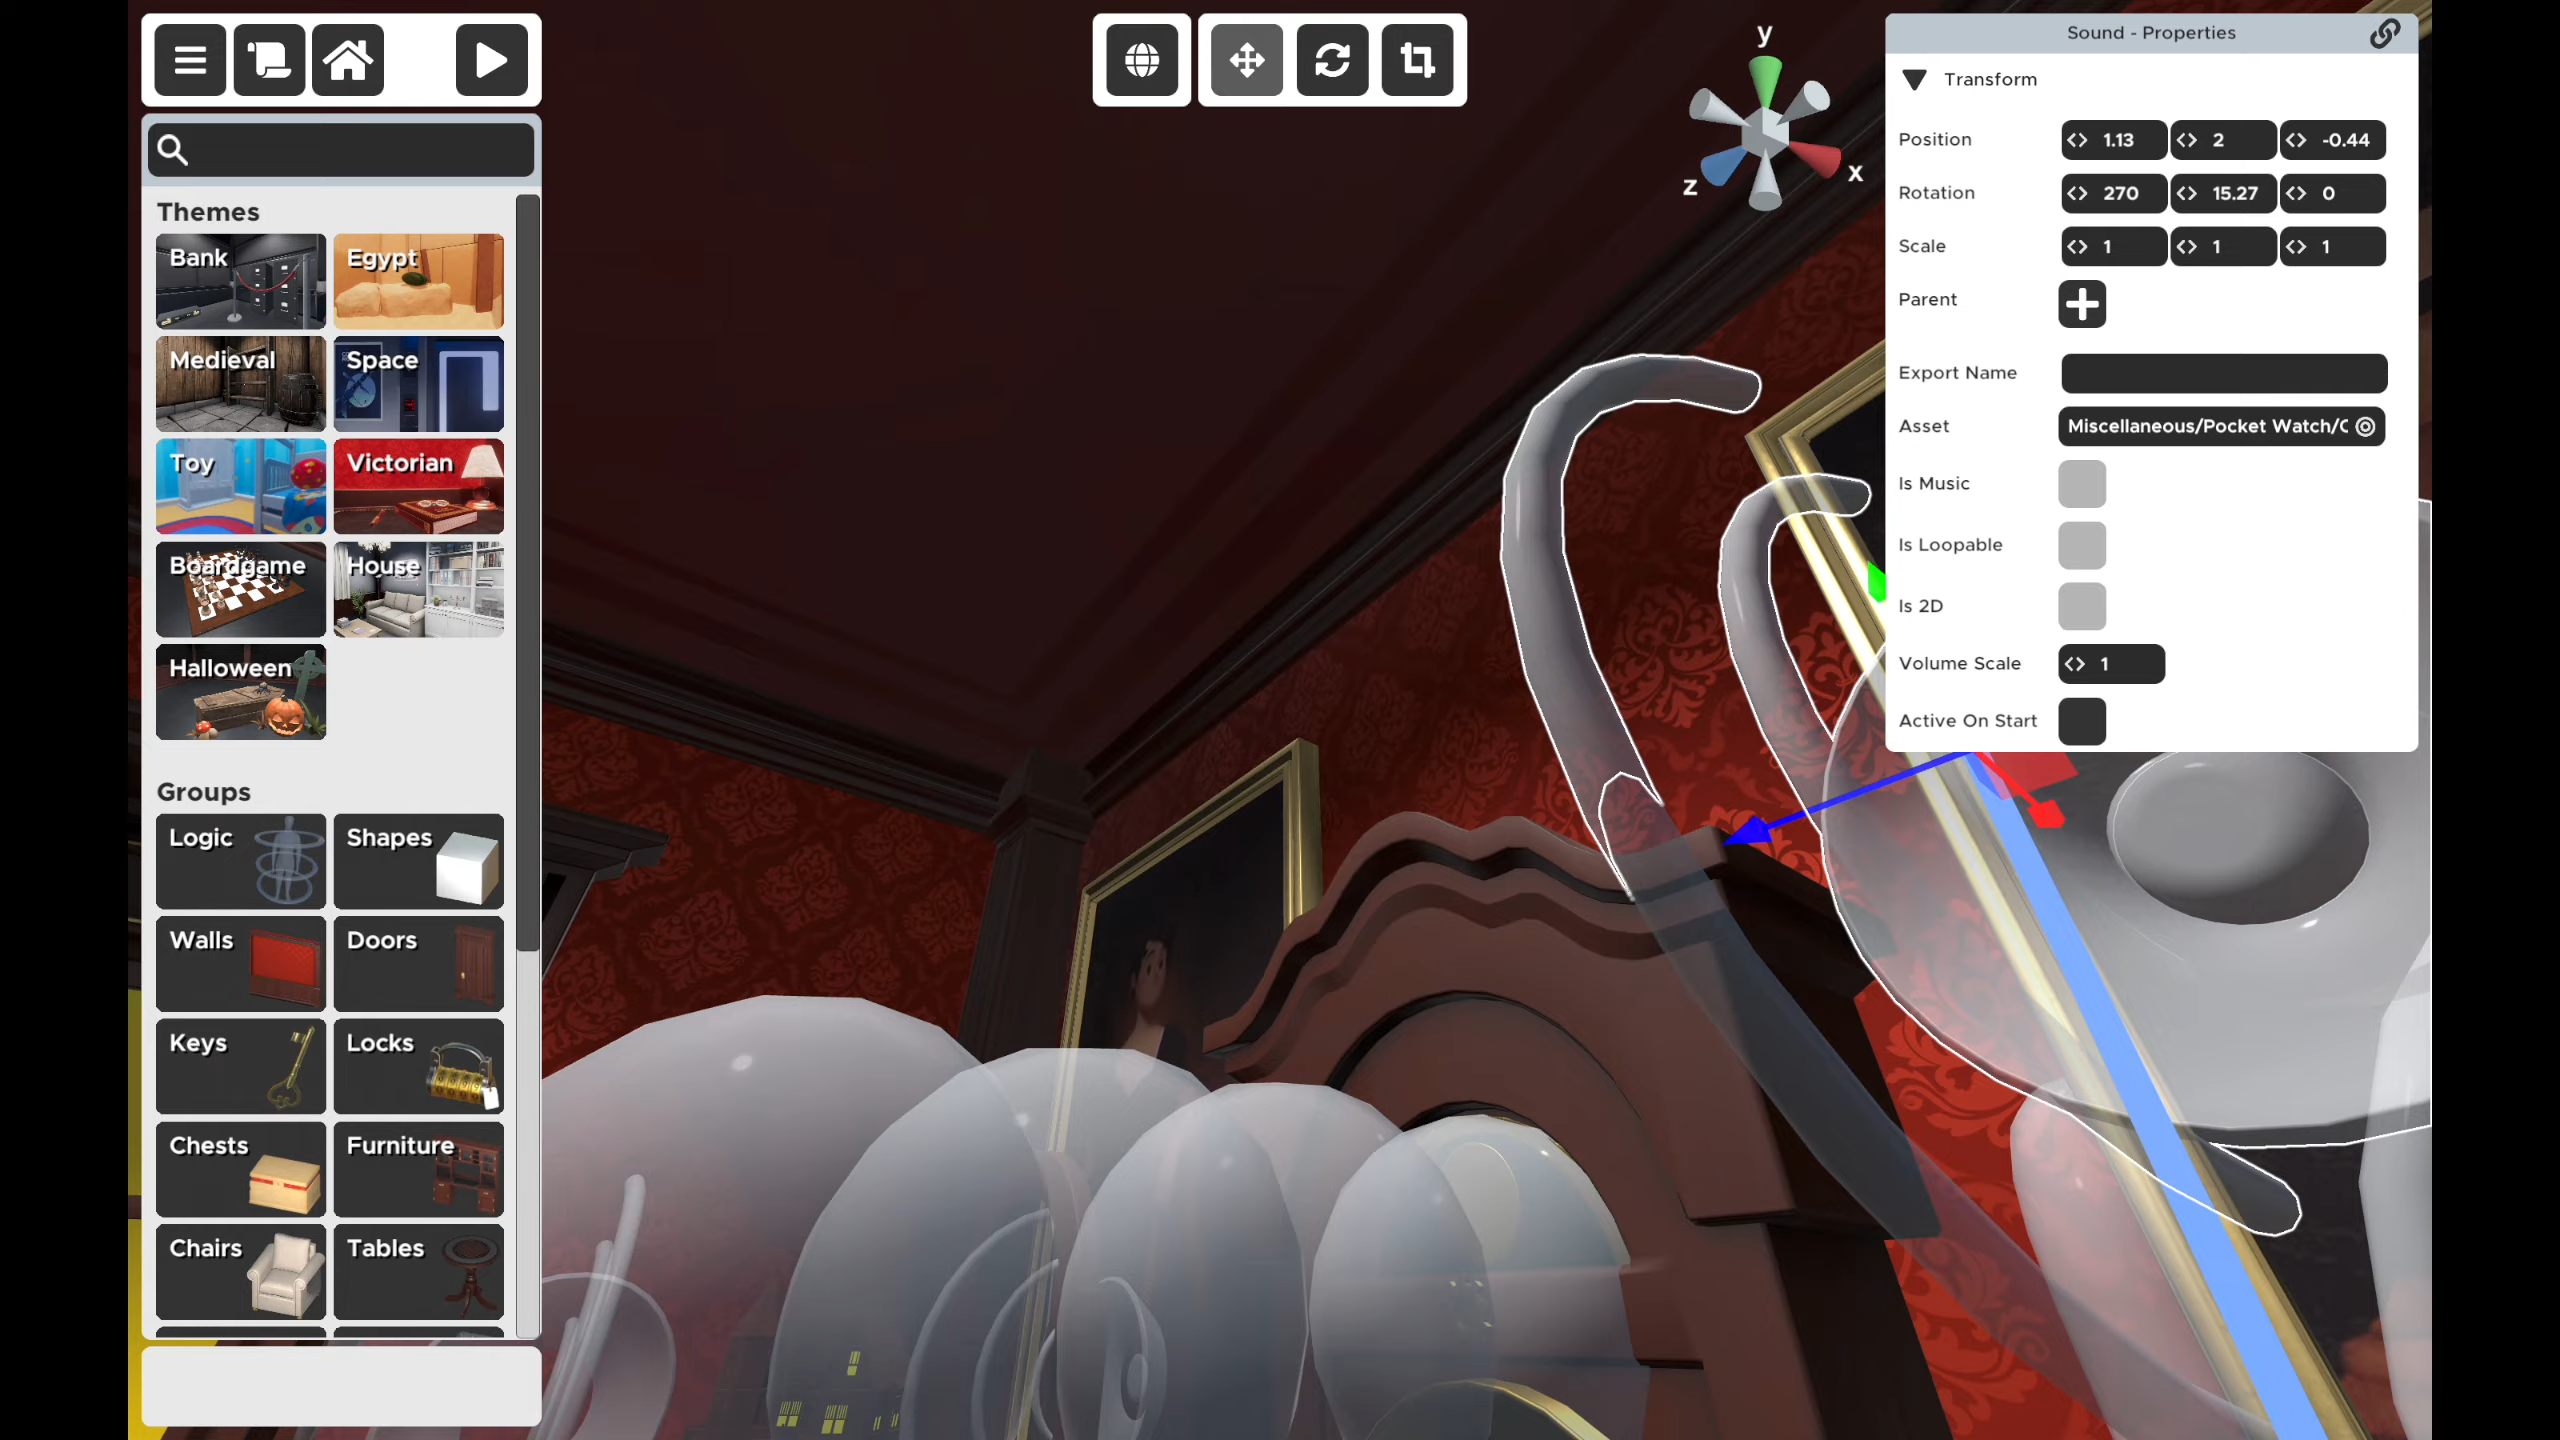 Themes
Bank
Egypt
Medieval
Space
Toy
Victorian
Boardgame
House
Halloween
Groups
Logic
Shapes
Walls
Doors
Keys
Locks
Chests
Furniture
Chairs
Tables
y
x
z
Sound - Properties
Transform
Position 1.13 2 -0.44
Rotation 270 15.27 0
Scale 1 1 1
Parent
Export Name
Asset Miscellaneous/Pocket Watch/C
Is Music
Is Loopable
Is 2D
Volume Scale 1
Active On Start